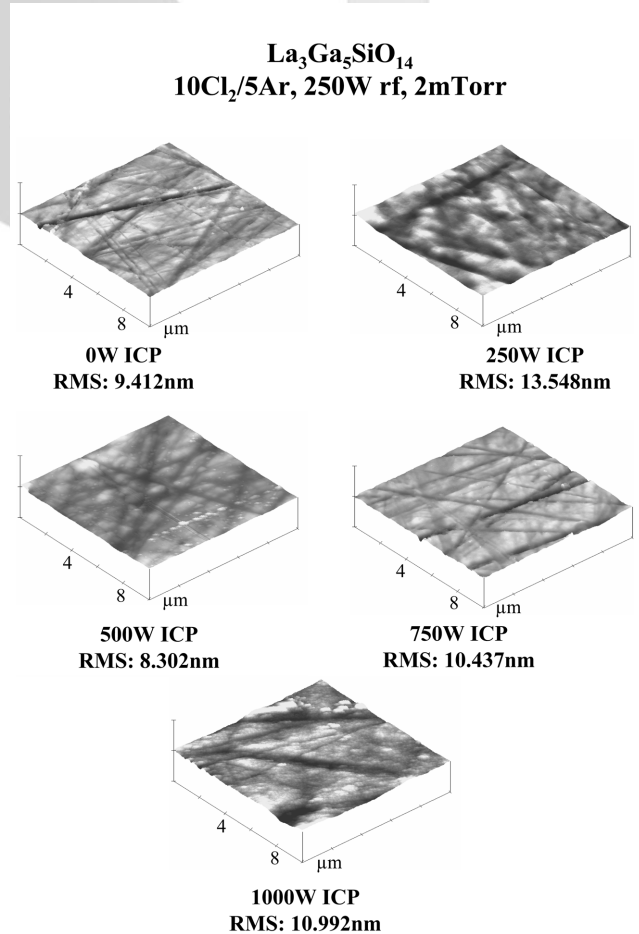 La₃Ga₅SiO₁₄
10Cl₂/5Ar, 250W rf, 2mTorr
4
8
µm
0W ICP
RMS: 9.412nm
4
8
µm
250W ICP
RMS: 13.548nm
4
8
µm
500W ICP
RMS: 8.302nm
4
8
µm
750W ICP
RMS: 10.437nm
4
8
µm
1000W ICP
RMS: 10.992nm